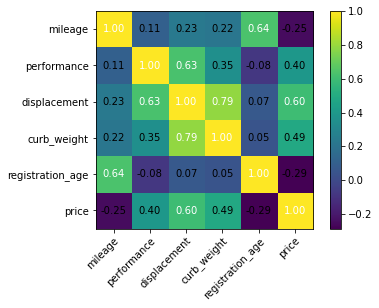 mileage 1.00 0.11 0.23 0.22 0.64 -0.25
performance 0.11 1.00 0.63 0.35 -0.08 0.40
displacement 0.23 0.63 1.00 0.79 0.07 0.60
curb_weight 0.22 0.35 0.79 1.00 0.05 0.49
registration_age 0.64 -0.08 0.07 0.05 1.00 -0.29
price -0.25 0.40 0.60 0.49 -0.29 1.00
mileage
performance
displacement
curb_weight
registration_age
price
1.0
0.8
0.6
0.4
0.2
0.0
-0.2